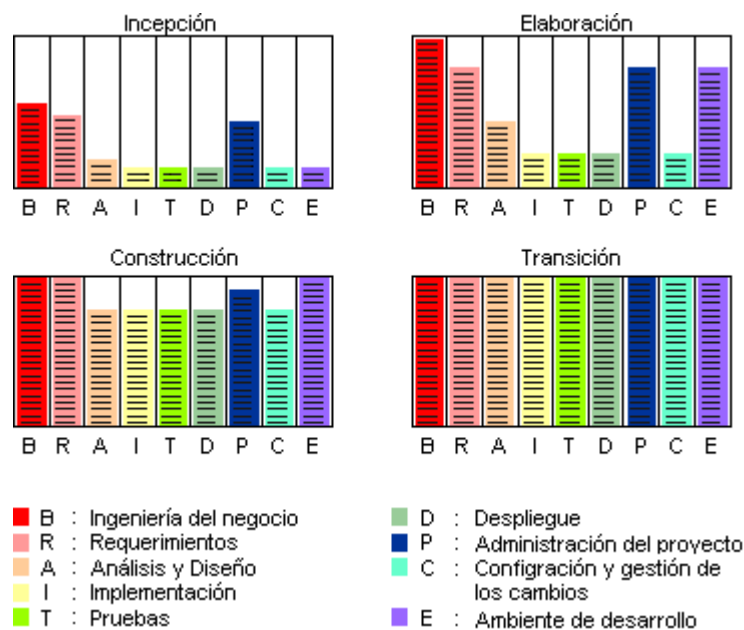 Incepción
Elaboración
B R A I T D P C E
B R A I T D P C E
Construcción
Transición
B R A I T D P C E
B R A I T D P C E
B : Ingeniería del negocio
R : Requerimientos
A : Análisis y Diseño
I : Implementación
T : Pruebas
D : Despliegue
P : Administración del proyecto
C : Configración y gestión de
los cambios
E : Ambiente de desarrollo